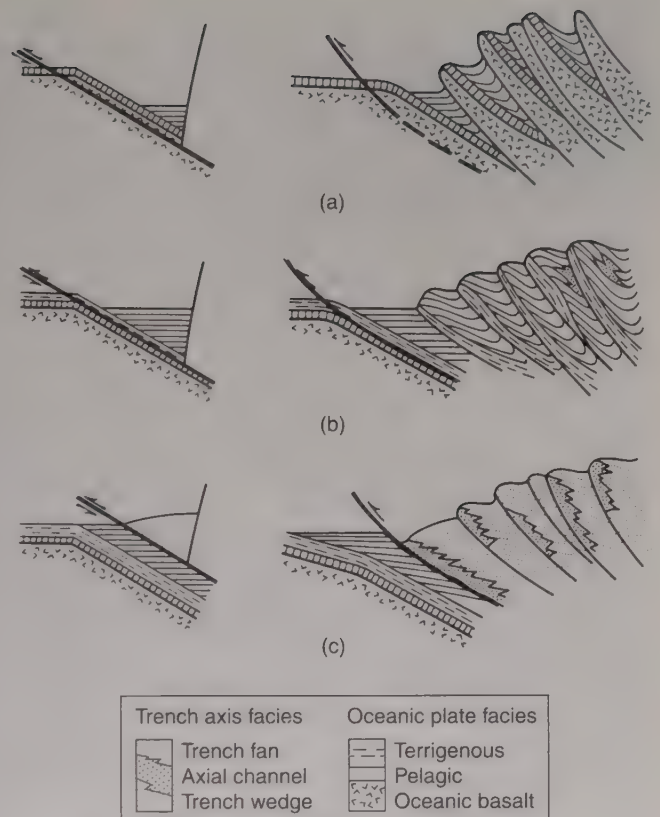 (a)
(b)
(c)
Trench axis facies
Trench fan
Axial channel
Trench wedge
Oceanic plate facies
Terrigenous
Pelagic
Oceanic basalt